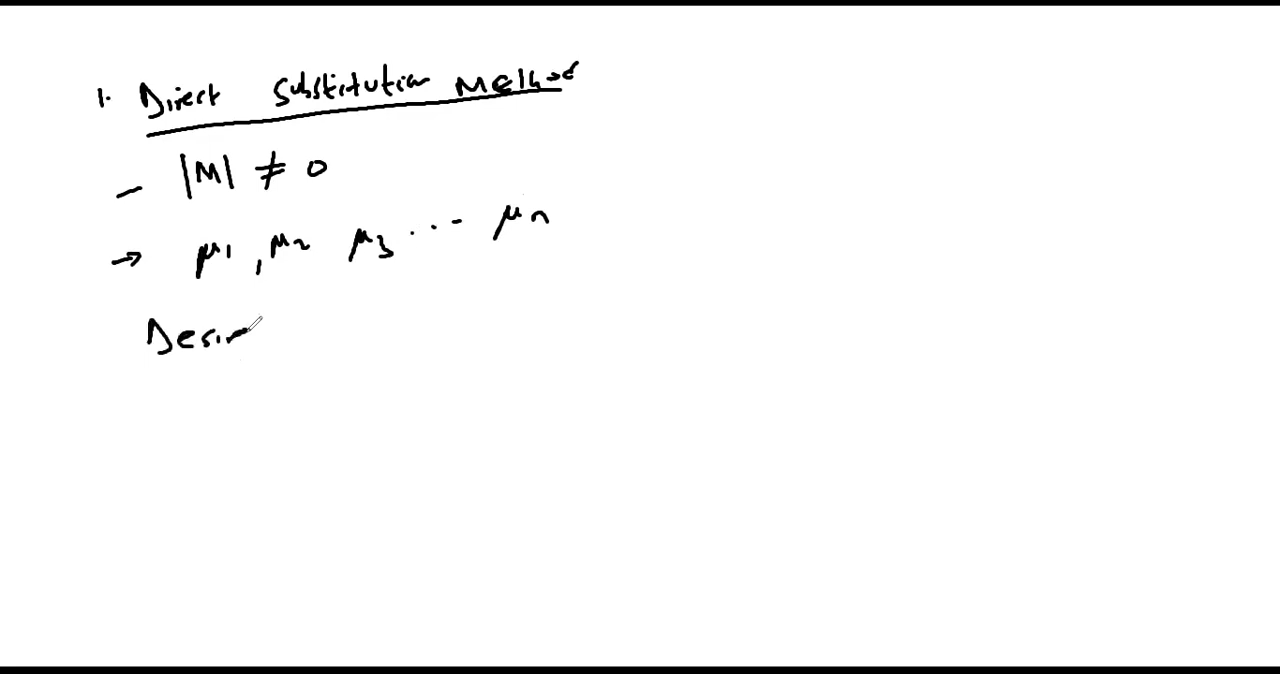 1. Direct Substitution Method
- |M| ≠ 0
→ μ1, μ2 μ3 ... μn
Desir